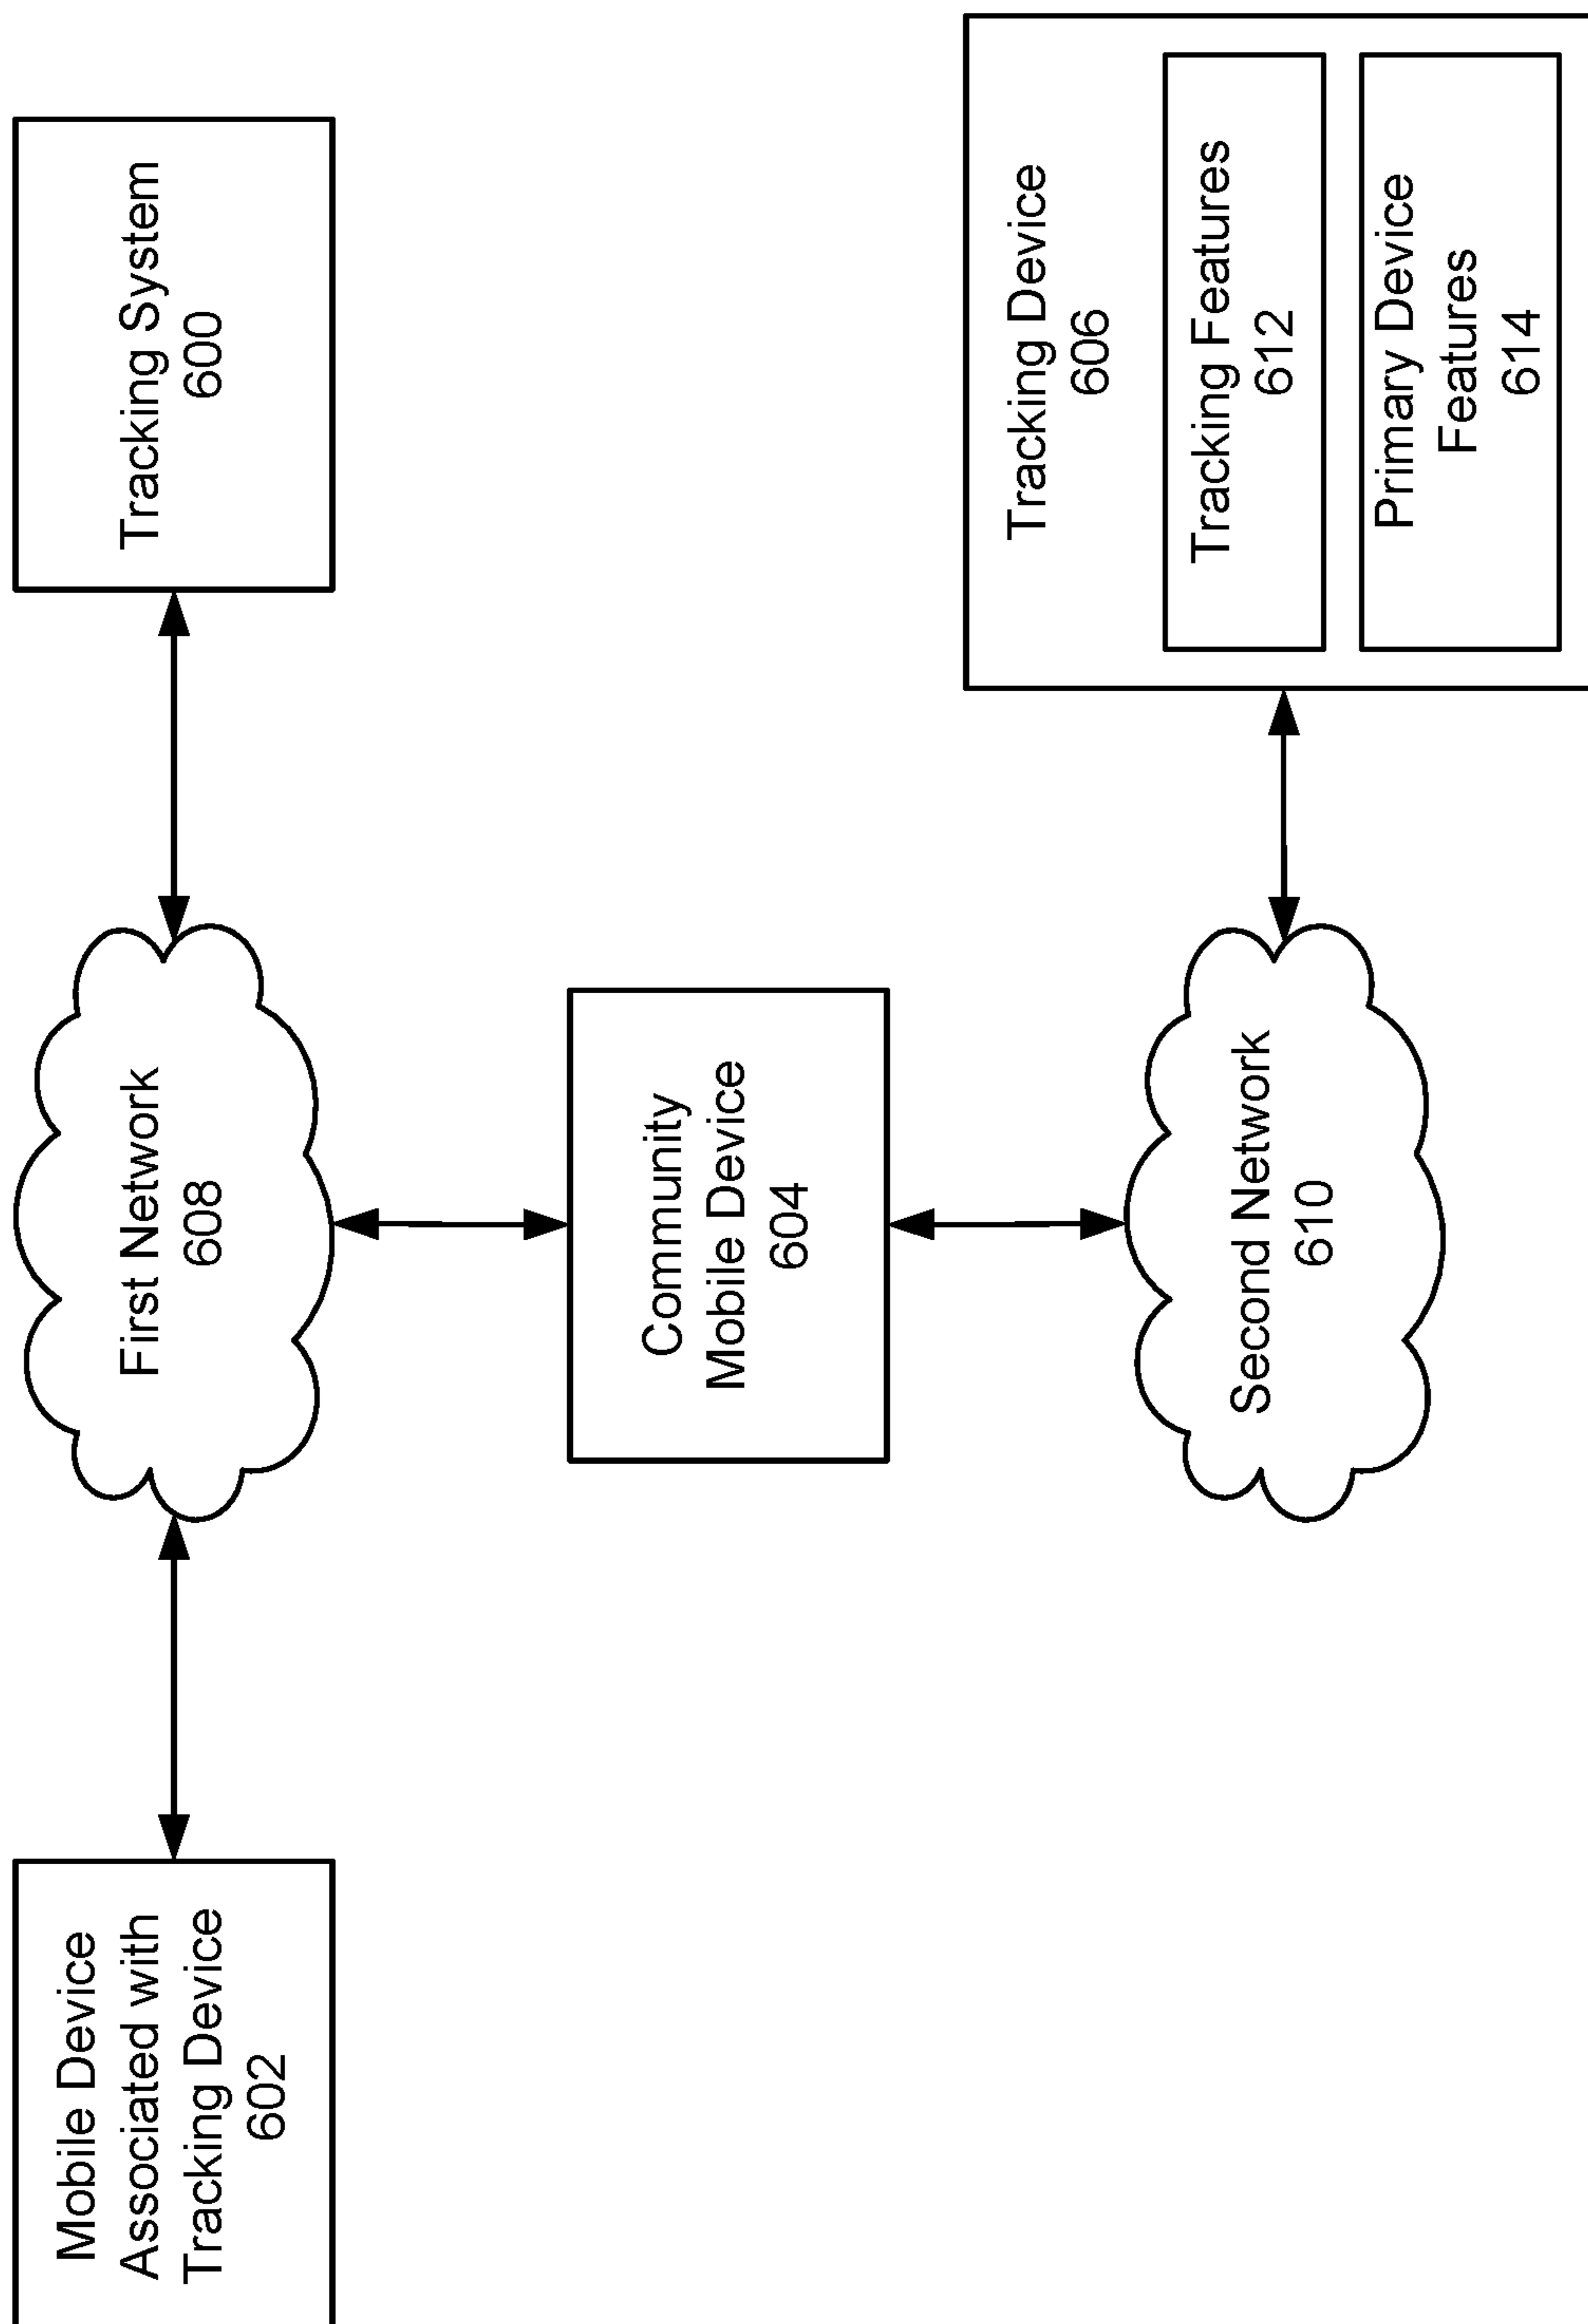 Mobile Device
Associated with
Tracking Device
602
First Network
608
Tracking System
600
Community
Mobile Device
604
Second Network
610
Tracking Device
606
Tracking Features
612
Primary Device
Features
614